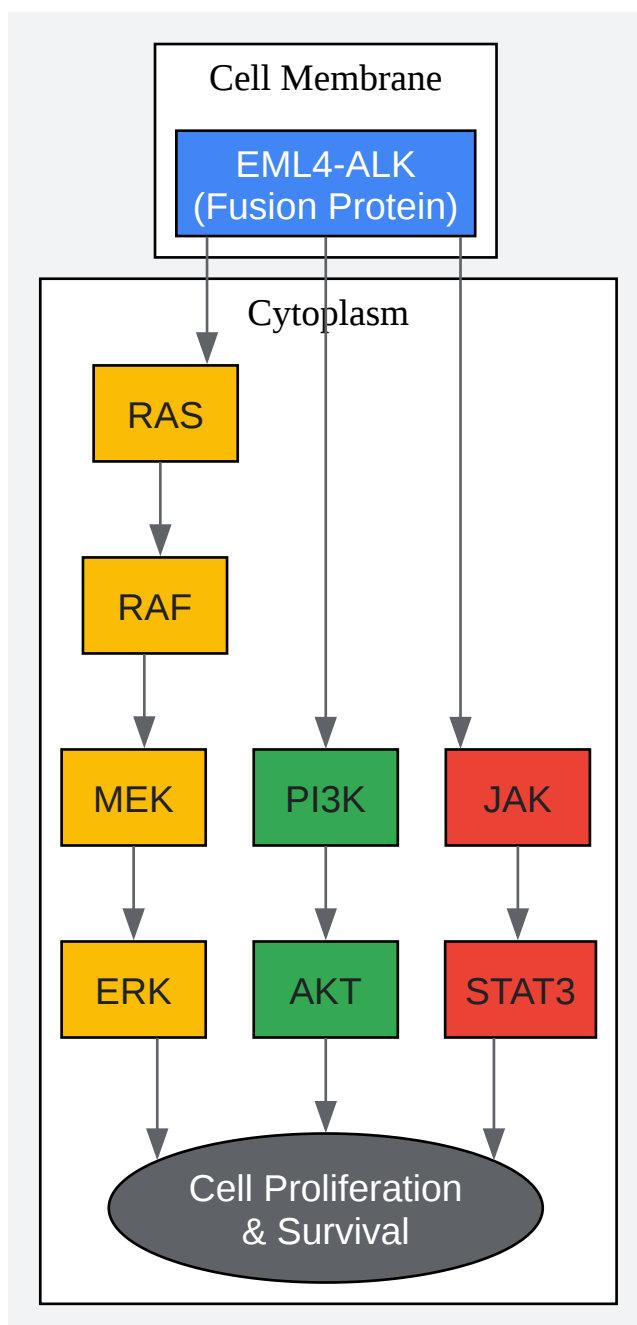 Cell Membrane
EML4-ALK
(Fusion Protein)
Cytoplasm
RAS
RAF
MEK
PI3K
JAK
ERK
AKT
STAT3
Cell Proliferation
& Survival